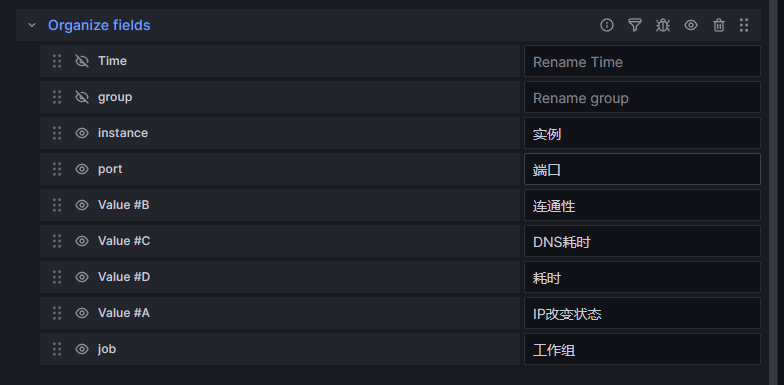 Organize fields
Time Rename Time
group Rename group
instance 实例
port 端口
Value #B 连通性
Value #C DNS耗时
Value #D 耗时
Value #A IP改变状态
job 工作组